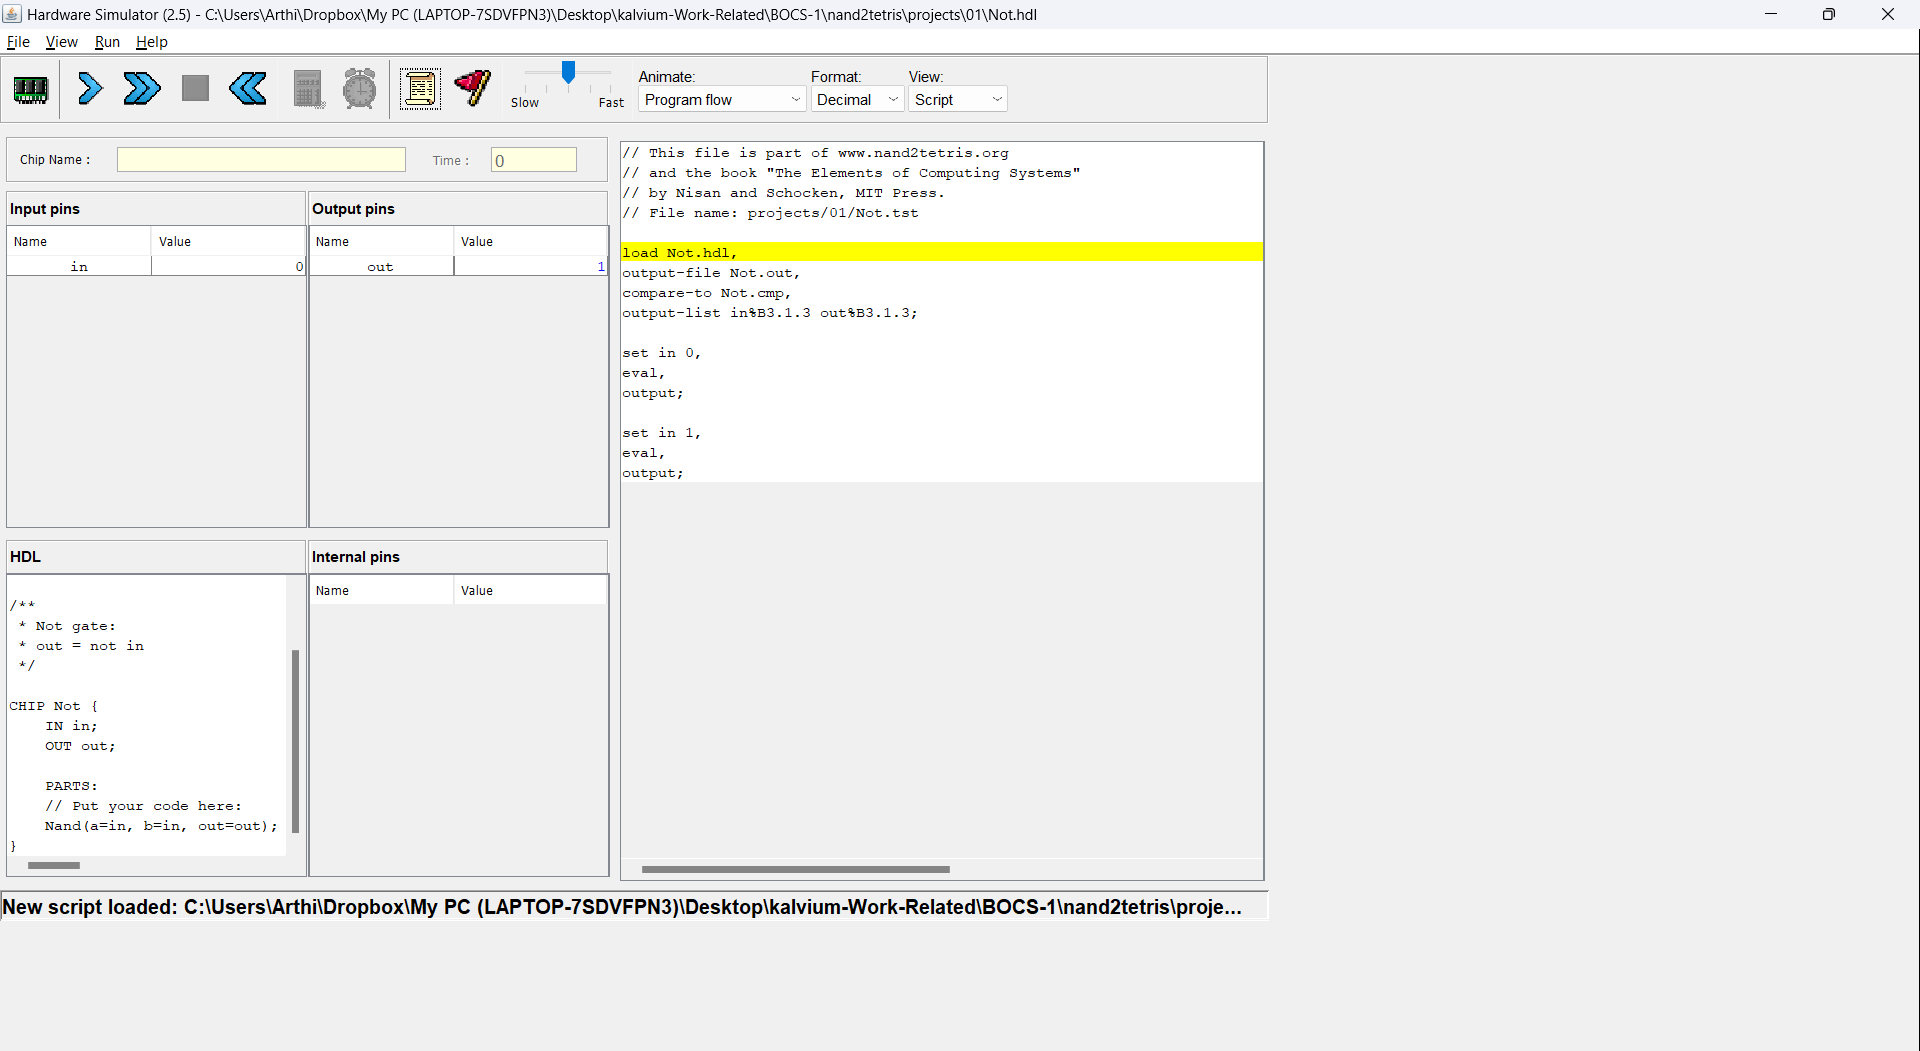 Hardware Simulator (2.5) - C:\Users\Arthi\Dropbox\My PC (LAPTOP-7SDVFPN3)\Desktop\kalvium-Work-Related\BOCS-1\nand2tetris\projects\01\Not.hdl
File View Run Help
Slow Fast
Animate:
Program flow
Format:
Decimal
View:
Script
Chip Name :
Time :
0
Input pins
Name Value
in 0
Output pins
Name Value
out 1
HDL
/**
* Not gate:
* out = not in
*/
CHIP Not {
IN in;
OUT out;
PARTS:
// Put your code here:
Nand(a=in, b=in, out=out);
}
Internal pins
Name Value
// This file is part of www.nand2tetris.org
// and the book "The Elements of Computing Systems"
// by Nisan and Schocken, MIT Press.
// File name: projects/01/Not.tst
load Not.hdl,
output-file Not.out,
compare-to Not.cmp,
output-list in%B3.1.3 out%B3.1.3;
set in 0,
eval,
output;
set in 1,
eval,
output;
New script loaded: C:\Users\Arthi\Dropbox\My PC (LAPTOP-7SDVFPN3)\Desktop\kalvium-Work-Related\BOCS-1\nand2tetris\proje...